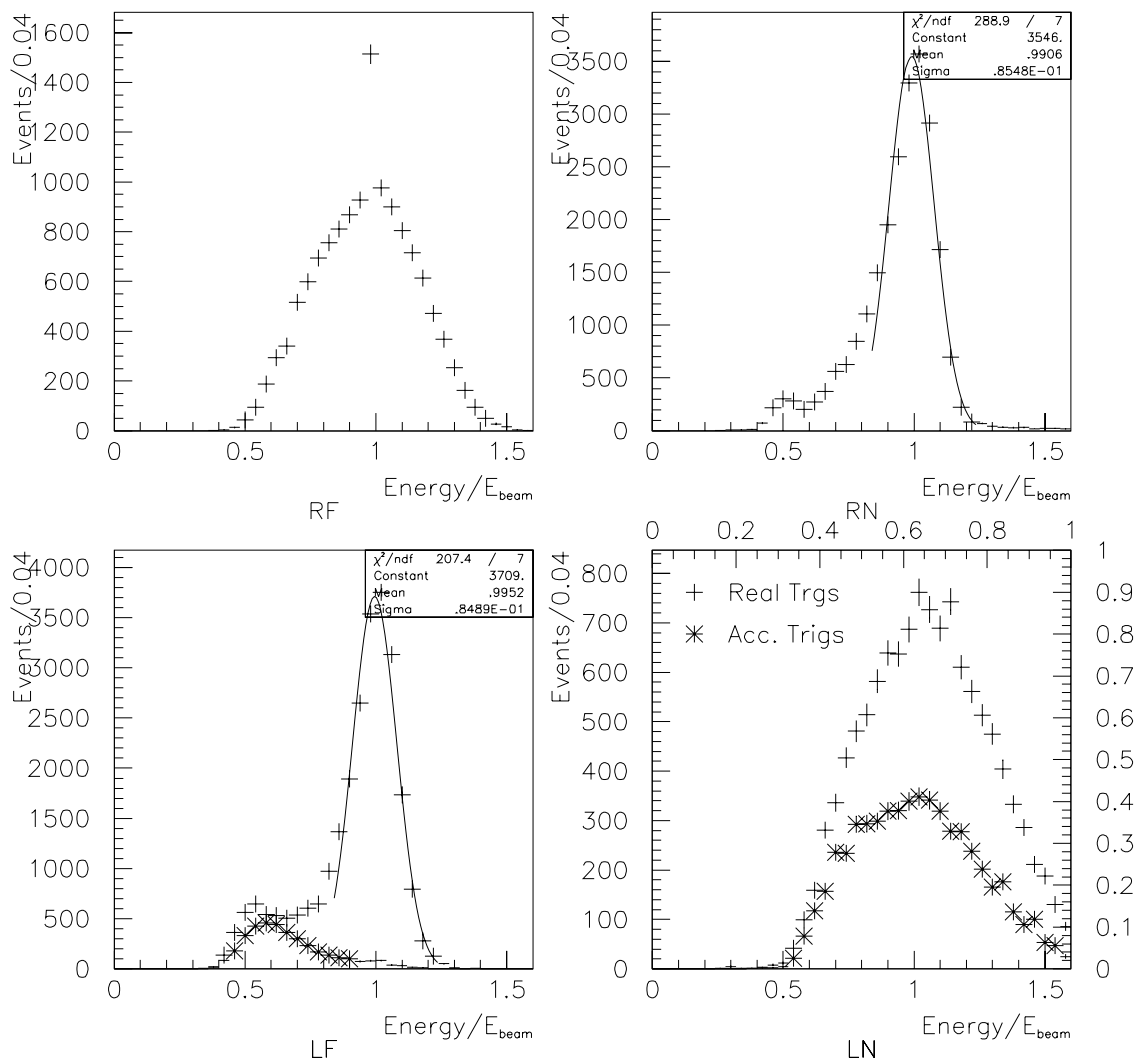 Events/0.04
1600
1400
1200
1000
800
600
400
200
0
0 0.5 1 1.5
Energy/Ebeam
RF
Events/0.04
χ²/ndf 288.9 / 7
Constant 3546.
Mean .9906
Sigma .8548E-01
3500
3000
2500
2000
1500
1000
500
0
0 0.5 1 1.5
Energy/Ebeam
RN
Events/0.04
χ²/ndf 207.4 / 7
Constant 3709.
Mean .9952
Sigma .8489E-01
4000
3500
3000
2500
2000
1500
1000
500
0
0 0.5 1 1.5
Energy/Ebeam
LF
0 0.2 0.4 0.6 0.8 1
Events/0.04
Real Trgs
Acc. Trigs
800
700
600
500
400
300
200
100
0
1
0.9
0.8
0.7
0.6
0.5
0.4
0.3
0.2
0.1
0
0 0.5 1 1.5
Energy/Ebeam
LN